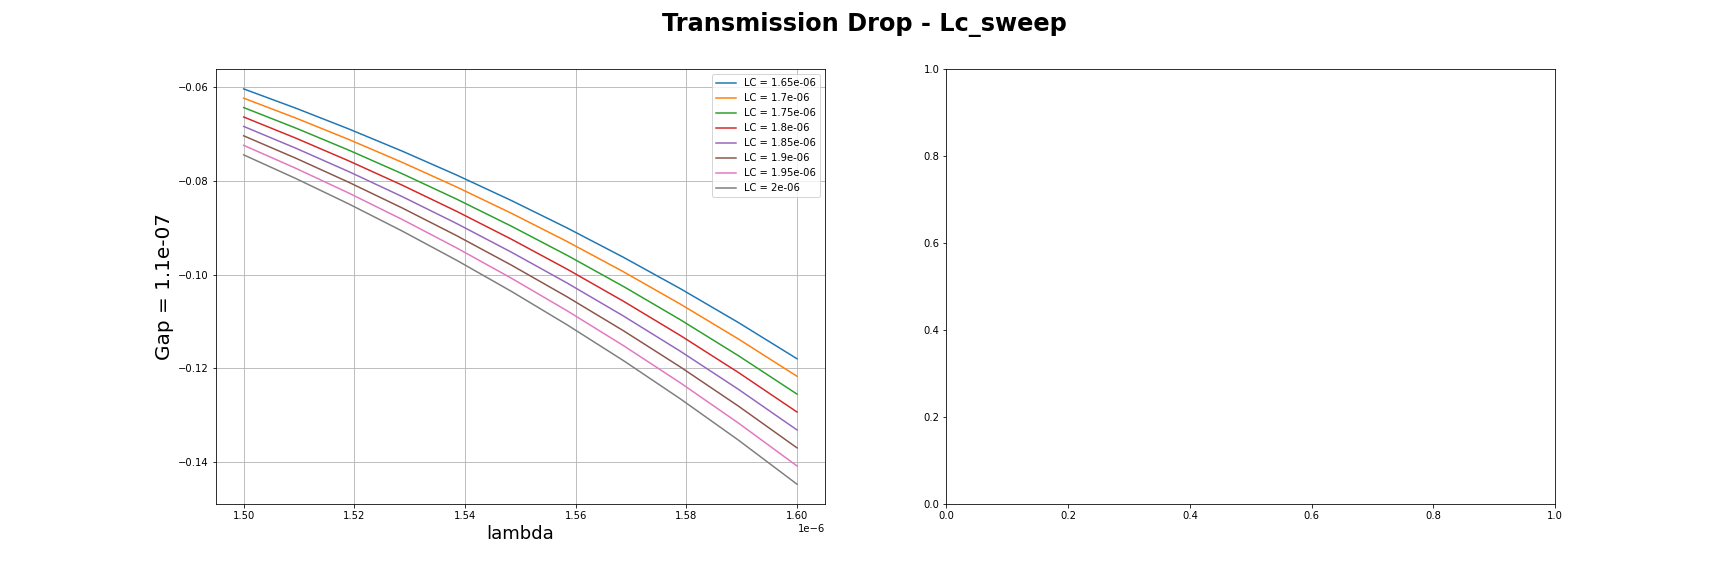 Transmission Drop - Lc_sweep
Gap = 1.1e-07
−0.06
−0.08
−0.10
−0.12
−0.14
LC = 1.65e-06
LC = 1.7e-06
LC = 1.75e-06
LC = 1.8e-06
LC = 1.85e-06
LC = 1.9e-06
LC = 1.95e-06
LC = 2e-06
1.50 1.52 1.54 1.56 1.58 1.60
1e−6
lambda
1.0
0.8
0.6
0.4
0.2
0.0
0.0 0.2 0.4 0.6 0.8 1.0